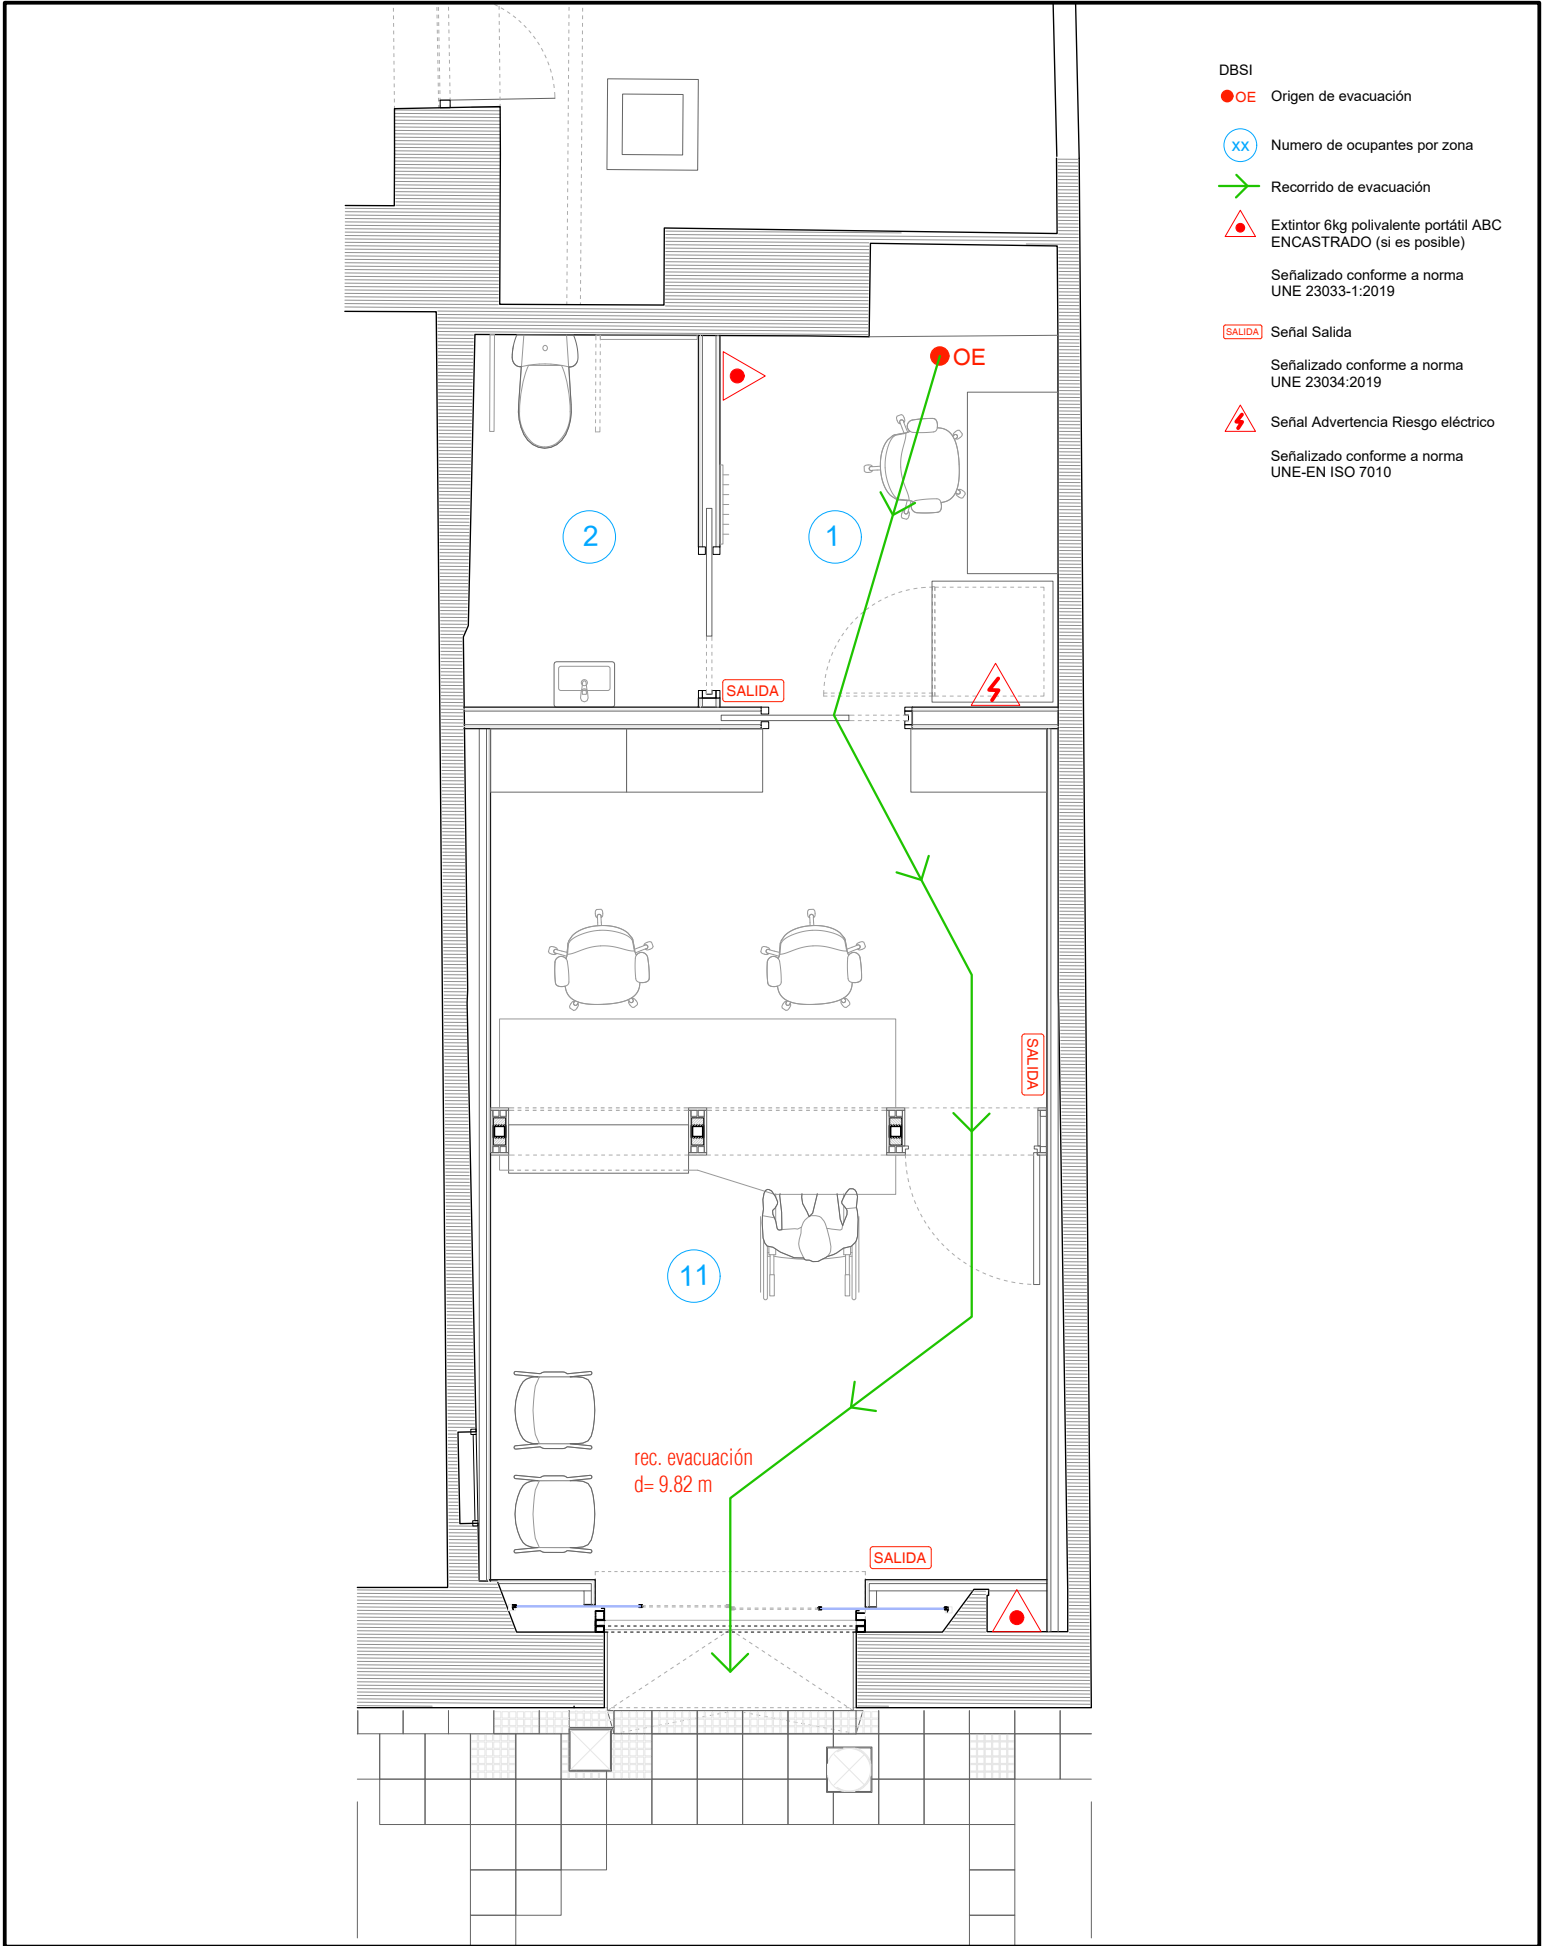 DBSI
OE Origen de evacuación
XX Numero de ocupantes por zona
Recorrido de evacuación
Extintor 6kg polivalente portátil ABC
ENCASTRADO (si es posible)
Señalizado conforme a norma
UNE 23033-1:2019
SALIDA Señal Salida
Señalizado conforme a norma
UNE 23034:2019
Señal Advertencia Riesgo eléctrico
Señalizado conforme a norma
UNE-EN ISO 7010
OE
2
1
SALIDA
SALIDA
11
rec. evacuación
d= 9.82 m
SALIDA